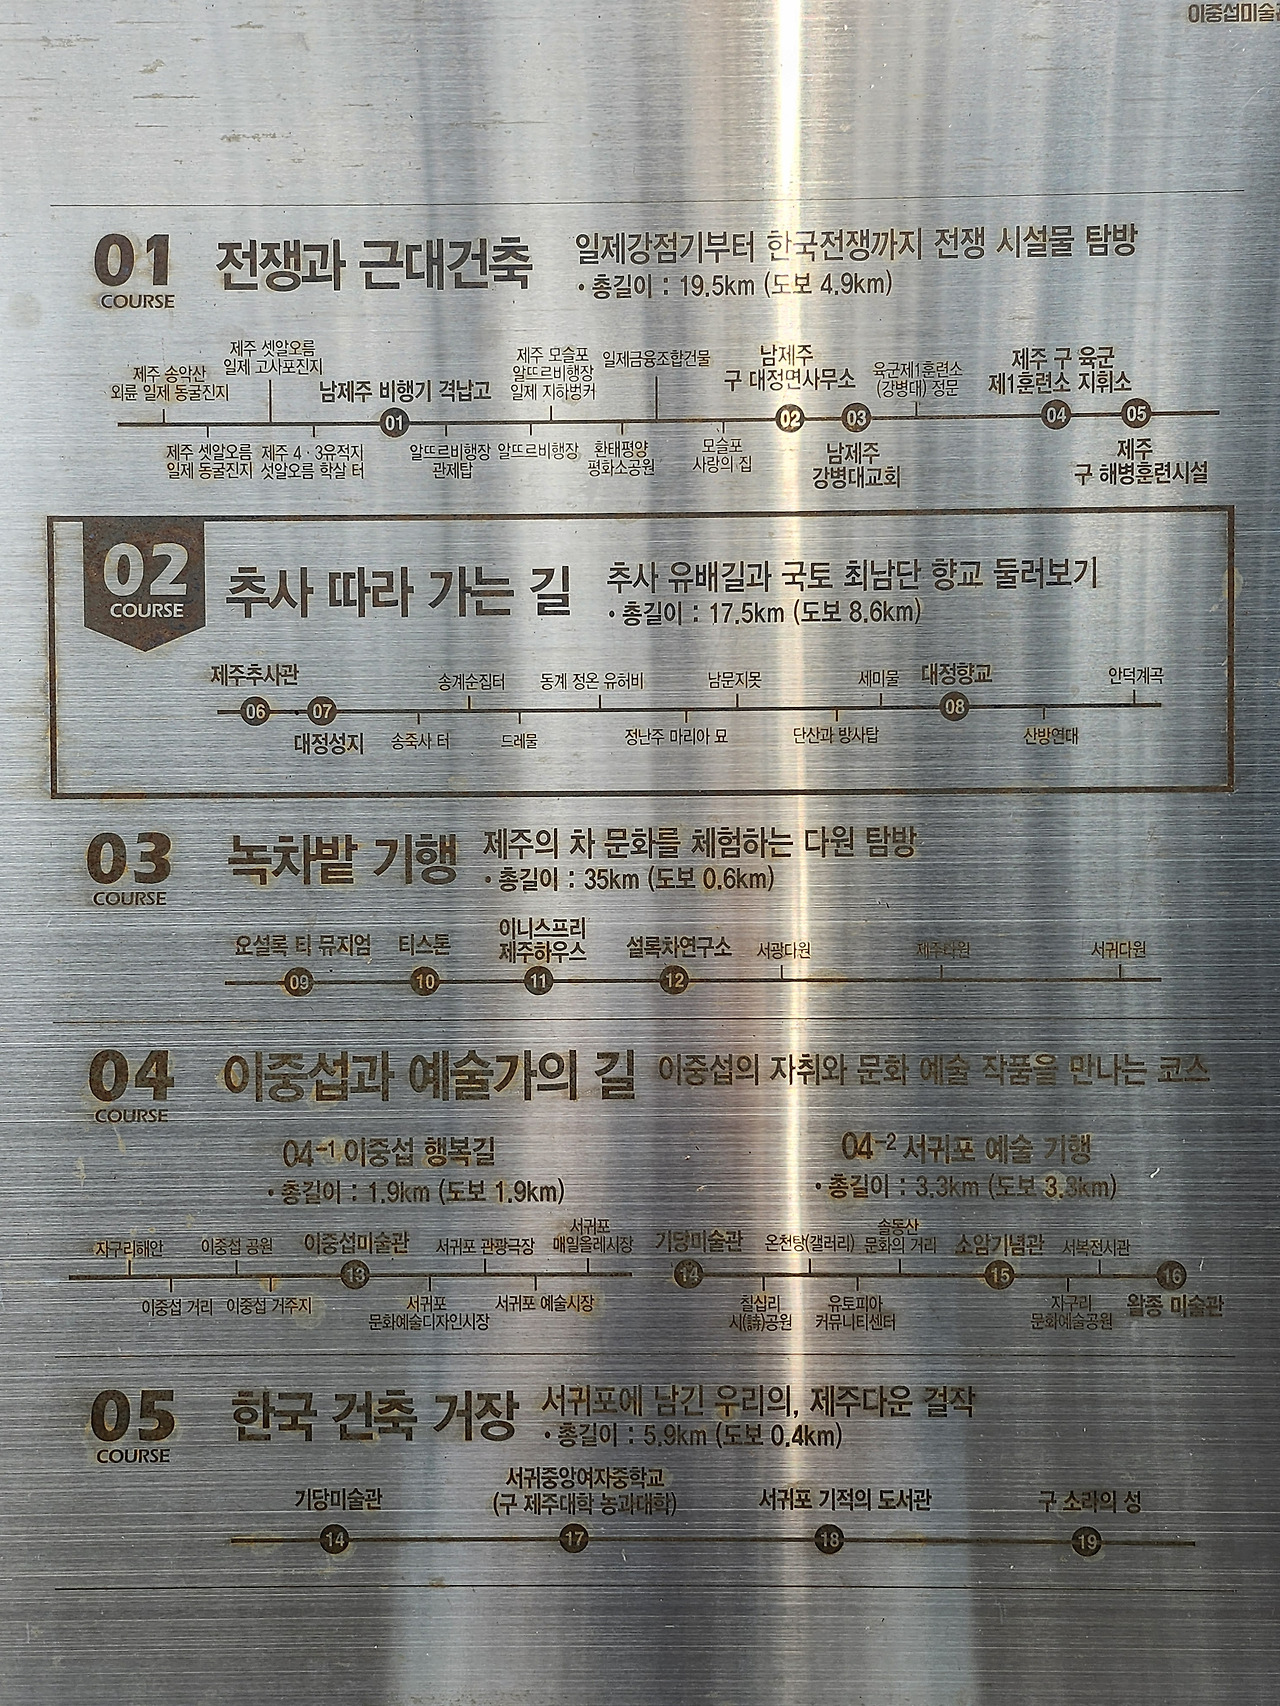 이중섭미술
01
COURSE
전쟁과 근대건축
일제강점기부터 한국전쟁까지 전쟁 시설물 탐방
• 총길이 : 19.5km (도보 4.9km)
제주 송악산
외륜 일제 동굴진지
제주 셋알오름
일제 고사포진지
남제주 비행기 격납고
제주 모슬포
알뜨르비행장
일제 지하벙커
일제금융조합건물
남제주
구 대정면사무소
육군제1훈련소
(강병대) 정문
제주 구 육군
제1훈련소 지휘소
01
02
03
04
05
제주 셋알오름
일제 동굴진지
제주 4 · 3유적지
섯알오름 학살 터
알뜨르비행장
관제탑
알뜨르비행장
환태평양
평화소공원
모슬포
사랑의 집
남제주
강병대교회
제주
구 해병훈련시설
02
COURSE
추사 따라 가는 길
추사 유배길과 국토 최남단 향교 둘러보기
• 총길이 : 17.5km (도보 8.6km)
제주추사관
송계순집터
동계 정온 유허비
남문지못
세미물
대정향교
안덕계곡
06
07
08
대정성지
송죽사 터
드레물
정난주 마리아 묘
단산과 방사탑
산방연대
03
COURSE
녹차밭 기행
제주의 차 문화를 체험하는 다원 탐방
• 총길이 : 35km (도보 0.6km)
오설록 티 뮤지엄
티스톤
이니스프리
제주하우스
설록차연구소
서광다원
제주다원
서귀다원
09
10
11
12
04
COURSE
이중섭과 예술가의 길
이중섭의 자취와 문화 예술 작품을 만나는 코스
04-1 이중섭 행복길
• 총길이 : 1.9km (도보 1.9km)
04-2 서귀포 예술 기행
• 총길이 : 3.3km (도보 3.3km)
자구리해안
이중섭 공원
이중섭미술관
서귀포 관광극장
서귀포
매일올레시장
기당미술관
온천탕(갤러리)
솔동산
문화의 거리
소암기념관
서복전시관
13
14
15
16
이중섭 거리
이중섭 거주지
서귀포
문화예술디자인시장
서귀포 예술시장
칠십리
시(詩)공원
유토피아
커뮤니티센터
자구리
문화예술공원
왈종 미술관
05
COURSE
한국 건축 거장
서귀포에 남긴 우리의, 제주다운 걸작
• 총길이 : 5.9km (도보 0.4km)
기당미술관
서귀중앙여자중학교
(구 제주대학 농과대학)
서귀포 기적의 도서관
구 소라의 성
14
17
18
19